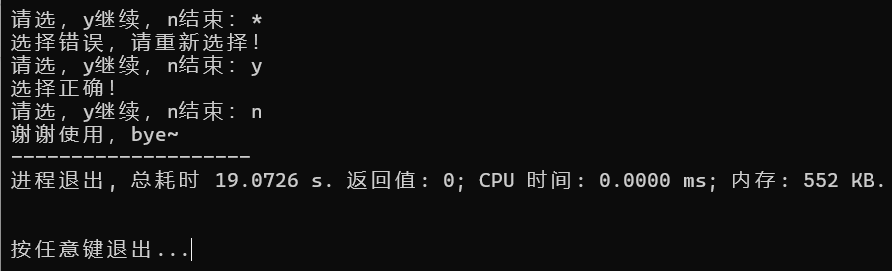 请选，y继续，n结束：*
选择错误，请重新选择！
请选，y继续，n结束：y
选择正确！
请选，y继续，n结束：n
谢谢使用，bye~
--------------------
进程退出，总耗时 19.0726 s. 返回值: 0; CPU 时间: 0.0000 ms; 内存: 552 KB.
按任意键退出...